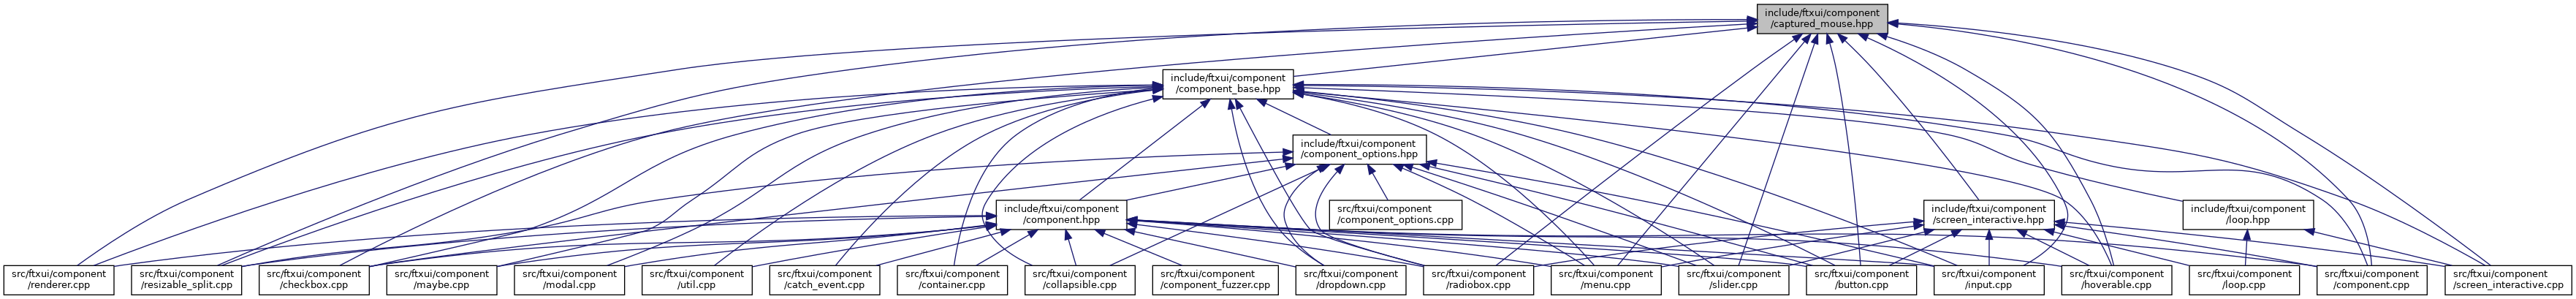 include/ftxui/component
/captured_mouse.hpp
include/ftxui/component
/component_base.hpp
include/ftxui/component
/component_options.hpp
include/ftxui/component
/component.hpp
src/ftxui/component
/component_options.cpp
include/ftxui/component
/screen_interactive.hpp
include/ftxui/component
/loop.hpp
src/ftxui/component
/renderer.cpp
src/ftxui/component
/resizable_split.cpp
src/ftxui/component
/checkbox.cpp
src/ftxui/component
/maybe.cpp
src/ftxui/component
/modal.cpp
src/ftxui/component
/util.cpp
src/ftxui/component
/catch_event.cpp
src/ftxui/component
/container.cpp
src/ftxui/component
/collapsible.cpp
src/ftxui/component
/component_fuzzer.cpp
src/ftxui/component
/dropdown.cpp
src/ftxui/component
/radiobox.cpp
src/ftxui/component
/menu.cpp
src/ftxui/component
/slider.cpp
src/ftxui/component
/button.cpp
src/ftxui/component
/input.cpp
src/ftxui/component
/hoverable.cpp
src/ftxui/component
/loop.cpp
src/ftxui/component
/component.cpp
src/ftxui/component
/screen_interactive.cpp